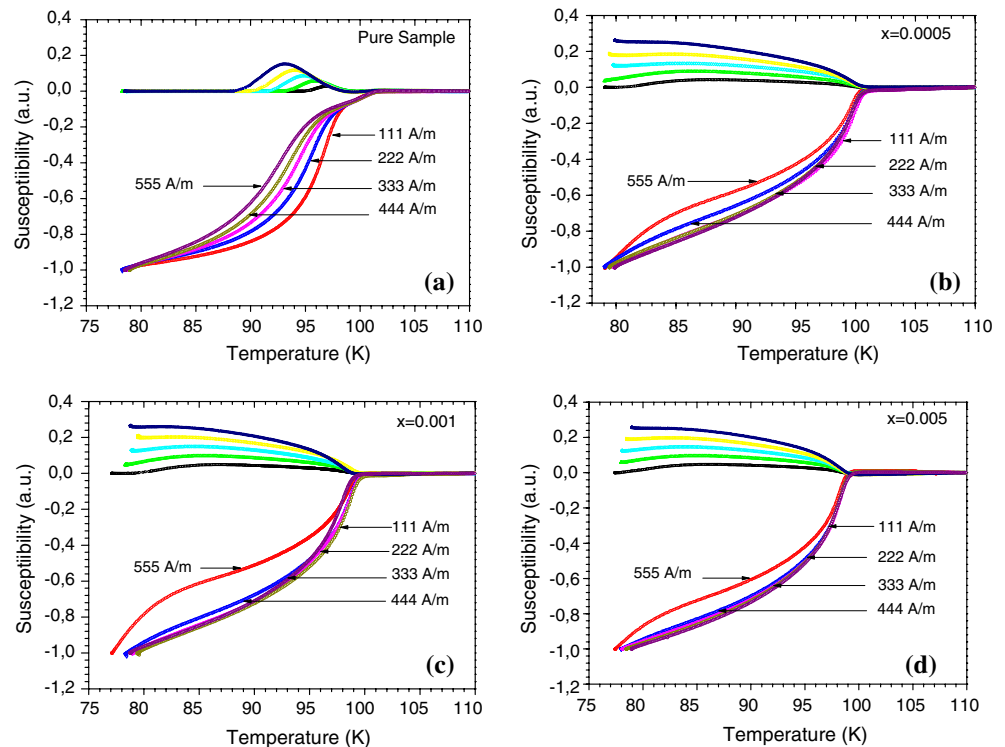 0,4
0,2
0,0
-0,2
-0,4
-0,6
-0,8
-1,0
-1,2
Susceptiibility (a.u.)
Pure Sample
111 A/m
222 A/m
555 A/m
333 A/m
444 A/m
(a)
75 80 85 90 95 100 105 110
Temperature (K)
0,4
0,2
0,0
-0,2
-0,4
-0,6
-0,8
-1,0
-1,2
Susceptiibility (a.u.)
x=0.0005
111 A/m
222 A/m
555 A/m
333 A/m
444 A/m
(b)
80 85 90 95 100 105 110
Temperature (K)
0,4
0,2
0,0
-0,2
-0,4
-0,6
-0,8
-1,0
-1,2
Susceptiibility (a.u.)
x=0.001
111 A/m
222 A/m
555 A/m
333 A/m
444 A/m
(c)
75 80 85 90 95 100 105 110
Temperature (K)
0,4
0,2
0,0
-0,2
-0,4
-0,6
-0,8
-1,0
-1,2
Susceptiibility (a.u.)
x=0.005
111 A/m
222 A/m
555 A/m
333 A/m
444 A/m
(d)
75 80 85 90 95 100 105 110
Temperature (K)